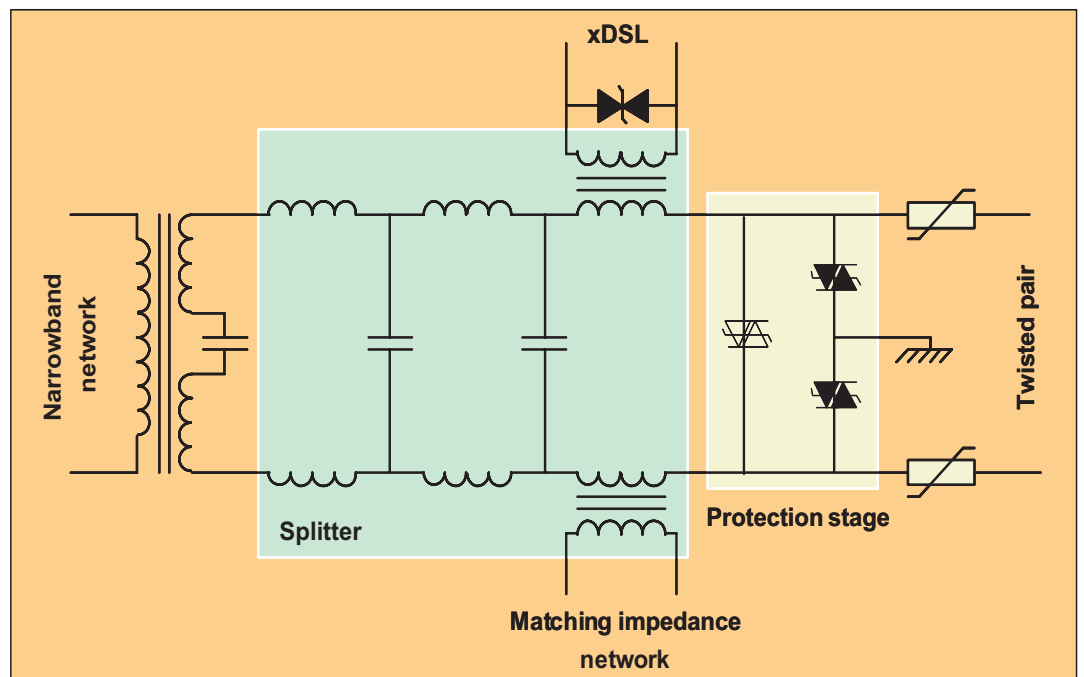 xDSL
Narrowband
network
Twisted pair
Protection stage
Splitter
Matching impedance
network